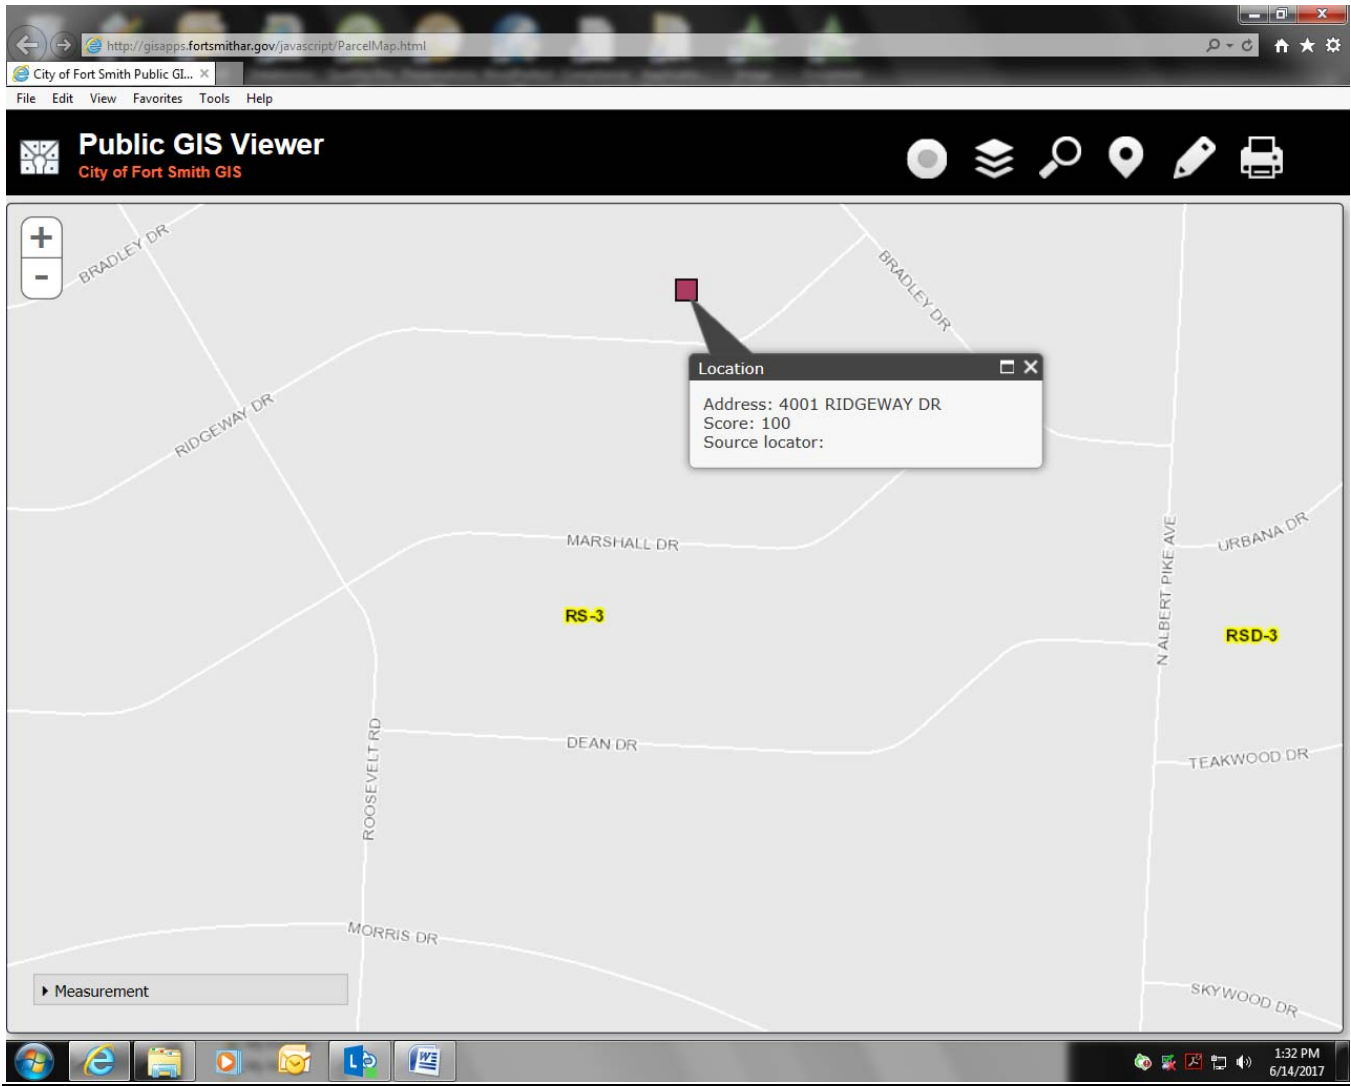 http://gisapps.fortsmithar.gov/javascript/ParcelMap.html
City of Fort Smith Public GI...
File Edit View Favorites Tools Help
Public GIS Viewer
City of Fort Smith GIS
+
-
BRADLEY DR
BRADLEY DR
Location
Address: 4001 RIDGEWAY DR
Score: 100
Source locator:
RIDGEWAY DR
MARSHALL DR
N ALBERT PIKE AVE
URBANA DR
RS-3
RSD-3
ROOSEVELT RD
DEAN DR
TEAKWOOD DR
MORRIS DR
Measurement
SKYWOOD DR
1:32 PM
6/14/2017